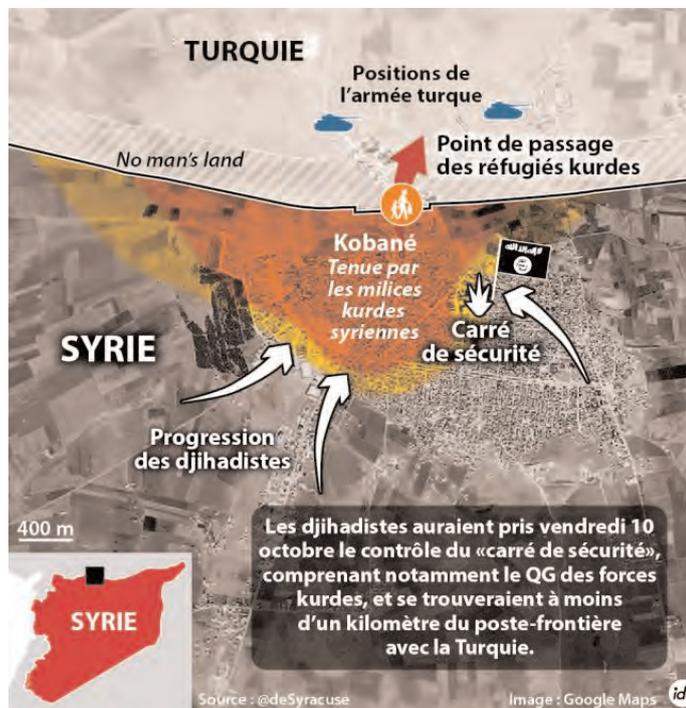 TURQUIE
Positions de
l'armée turque
No man's land
Point de passage
des réfugiés kurdes
Kobané
Tenue par
les milices
kurdes
syriennes
SYRIE
Carré
de sécurité
Progression
des djihadistes
400 m
Les djihadistes auraient pris vendredi 10
octobre le contrôle du «carré de sécurité»,
comprenant notamment le QG des forces
kurdes, et se trouveraient à moins
d'un kilomètre du poste-frontière
avec la Turquie.
SYRIE
Source : @deSyracuse
Image : Google Maps
id